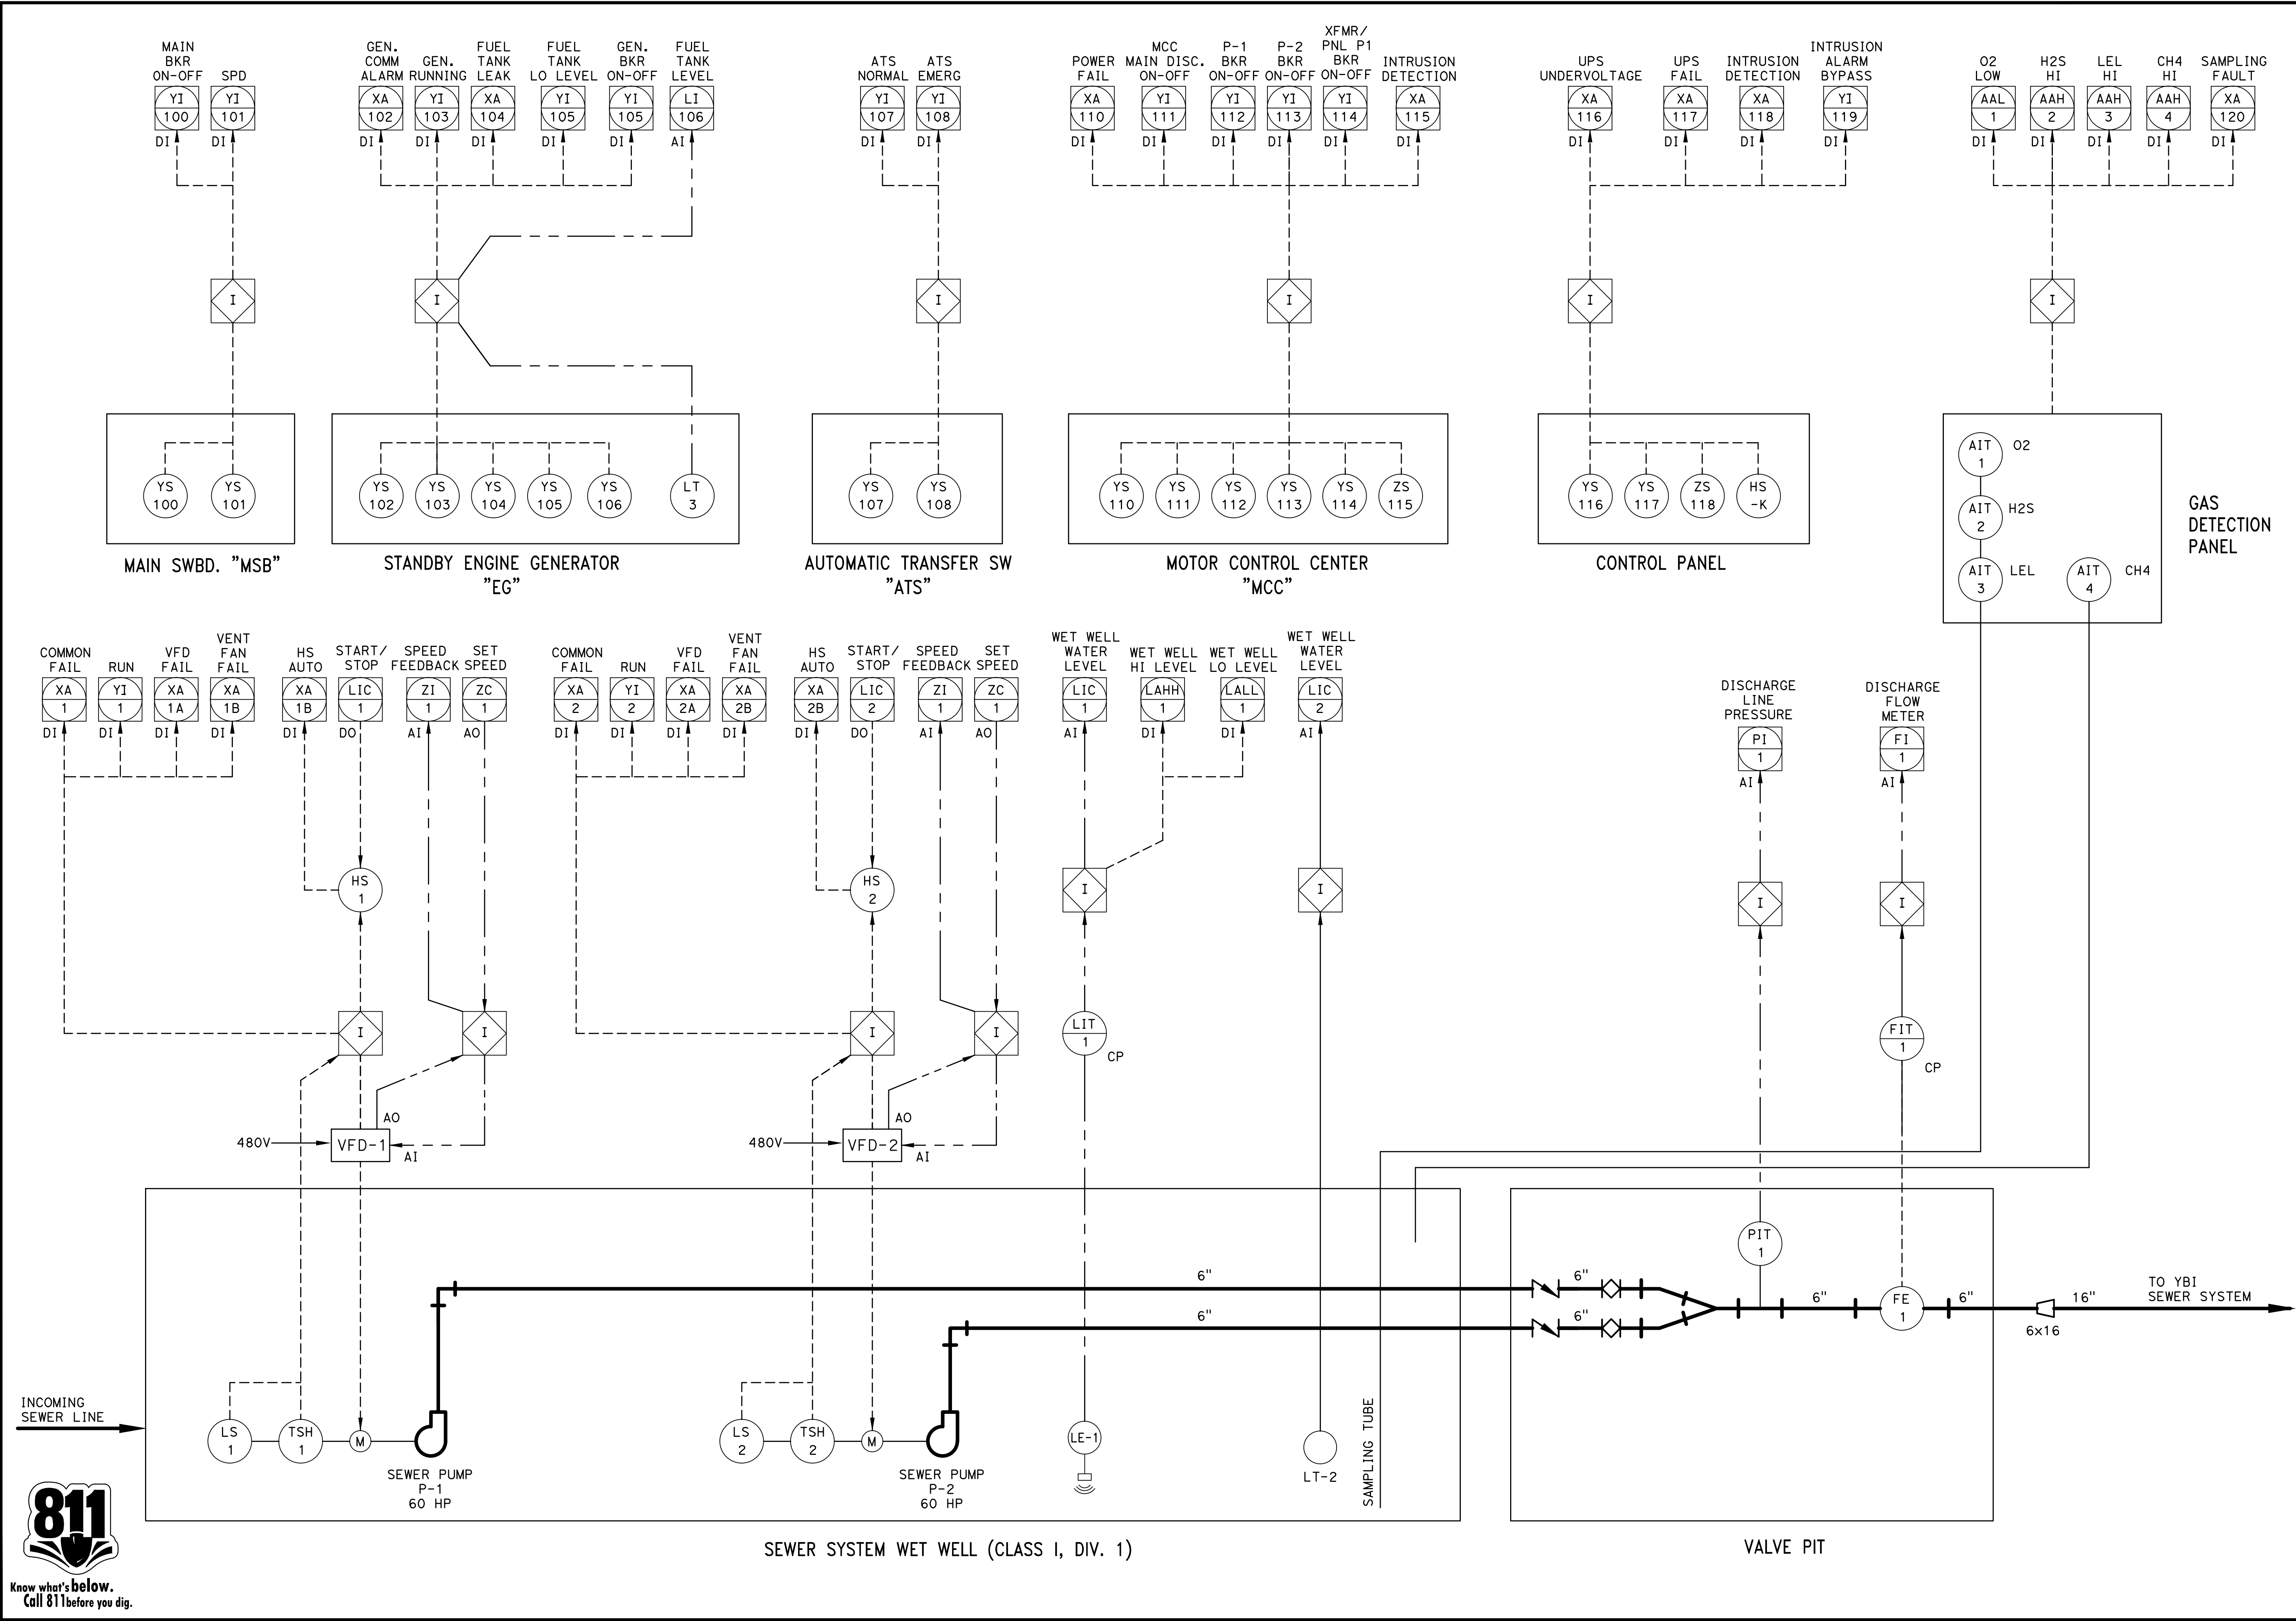 MAIN
BKR
ON-OFF
SPD
YI
100
DI
YI
101
DI
GEN.
COMM
ALARM
GEN.
RUNNING
FUEL
TANK
LEAK
FUEL
TANK
LO LEVEL
GEN.
BKR
ON-OFF
FUEL
TANK
LEVEL
XA
102
DI
YI
103
XA
104
YI
105
YI
105
LI
106
AI
ATS
NORMAL
ATS
EMERG
YI
107
DI
YI
108
DI
POWER
FAIL
MCC
MAIN DISC.
ON-OFF
P-1
BKR
ON-OFF
P-2
BKR
ON-OFF
XFMR/
PNL P1
BKR
ON-OFF
INTRUSION
DETECTION
XA
110
DI
YI
111
DI
YI
112
DI
YI
113
DI
YI
114
DI
XA
115
DI
UPS
UNDERVOLTAGE
UPS
FAIL
INTRUSION
DETECTION
INTRUSION
ALARM
BYPASS
XA
116
DI
XA
117
DI
XA
118
DI
YI
119
DI
O2
LOW
H2S
HI
LEL
HI
CH4
HI
SAMPLING
FAULT
AAL
1
DI
AAH
2
DI
AAH
3
DI
AAH
4
DI
XA
120
DI
I
I
I
I
I
I
YS
100
YS
101
MAIN SWBD. "MSB"
YS
102
YS
103
YS
104
YS
105
YS
106
LT
3
STANDBY ENGINE GENERATOR
"EG"
YS
107
YS
108
AUTOMATIC TRANSFER SW
"ATS"
YS
110
YS
111
YS
112
YS
113
YS
114
ZS
115
MOTOR CONTROL CENTER
"MCC"
YS
116
YS
117
ZS
118
HS
-K
CONTROL PANEL
AIT
1
O2
AIT
2
H2S
AIT
3
LEL
AIT
4
CH4
GAS
DETECTION
PANEL
COMMON
FAIL
RUN
VFD
FAIL
VENT
FAN
FAIL
HS
AUTO
START/
STOP
SPEED
FEEDBACK
SET
SPEED
XA
1
DI
YI
1
DI
XA
1A
DI
XA
1B
DI
XA
1B
DI
LIC
1
DO
ZI
1
AI
ZC
1
AO
COMMON
FAIL
RUN
VFD
FAIL
VENT
FAN
FAIL
HS
AUTO
START/
STOP
SPEED
FEEDBACK
SET
SPEED
XA
2
DI
YI
2
DI
XA
2A
DI
XA
2B
DI
XA
2B
DI
LIC
2
DO
ZI
1
AI
ZC
1
AO
WET WELL
WATER
LEVEL
WET WELL
HI LEVEL
WET WELL
LO LEVEL
WET WELL
WATER
LEVEL
LIC
1
AI
LAHH
1
DI
LALL
1
DI
LIC
2
AI
DISCHARGE
LINE
PRESSURE
PI
1
AI
DISCHARGE
FLOW
METER
FI
1
AI
HS
1
HS
2
I
I
I
I
I
I
I
I
LIT
1
CP
FIT
1
CP
480V
VFD-1
AO
AI
480V
VFD-2
AO
AI
PIT
1
6"
6"
6"
6"
6"
FE
1
6"
6x16
16"
TO YBI
SEWER SYSTEM
INCOMING
SEWER LINE
LS
1
TSH
1
M
SEWER PUMP
P-1
60 HP
LS
2
TSH
2
M
SEWER PUMP
P-2
60 HP
LE-1
LT-2
SAMPLING TUBE
SEWER SYSTEM WET WELL (CLASS I, DIV. 1)
VALVE PIT
811
Know what's below.
Call 811 before you dig.